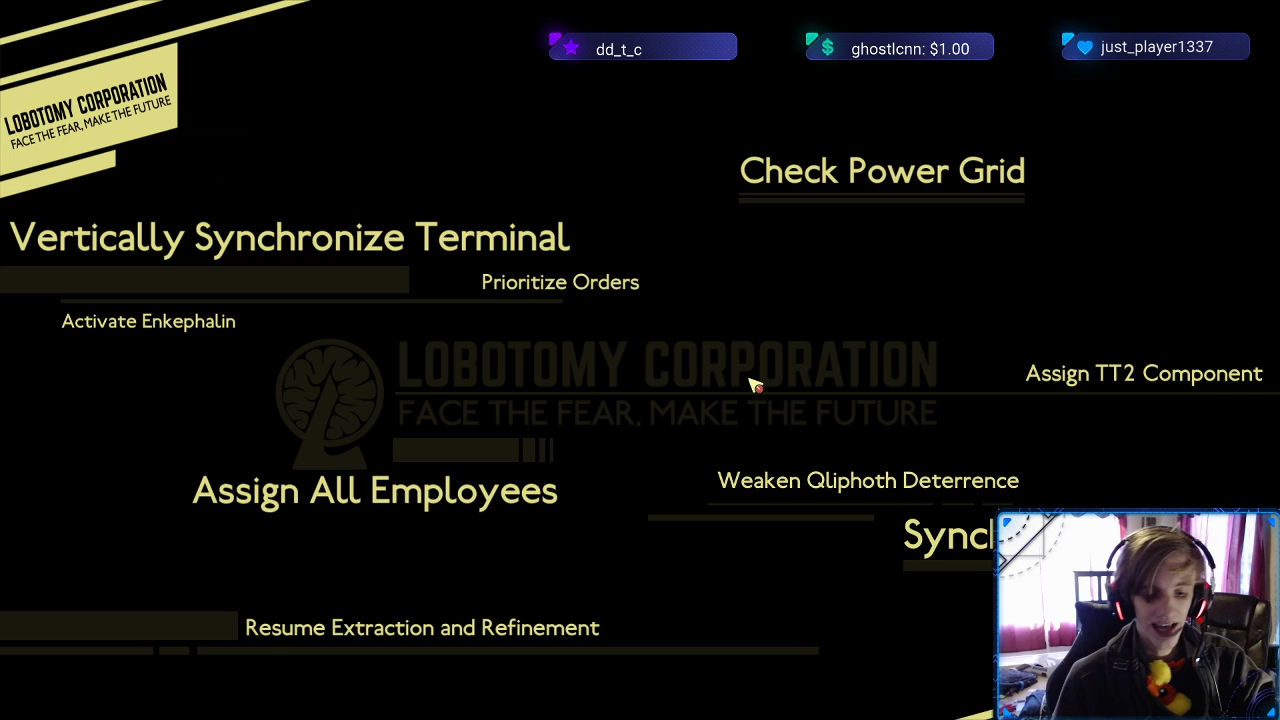 dd_t_c
ghostlcnn: $1.00
just_player1337
LOBOTOMY CORPORATION
FACE THE FEAR, MAKE THE FUTURE
Check Power Grid
Vertically Synchronize Terminal
Prioritize Orders
Activate Enkephalin
LOBOTOMY CORPORATION
FACE THE FEAR, MAKE THE FUTURE
Assign TT2 Component
Weaken Qliphoth Deterrence
Assign All Employees
Resume Extraction and Refinement